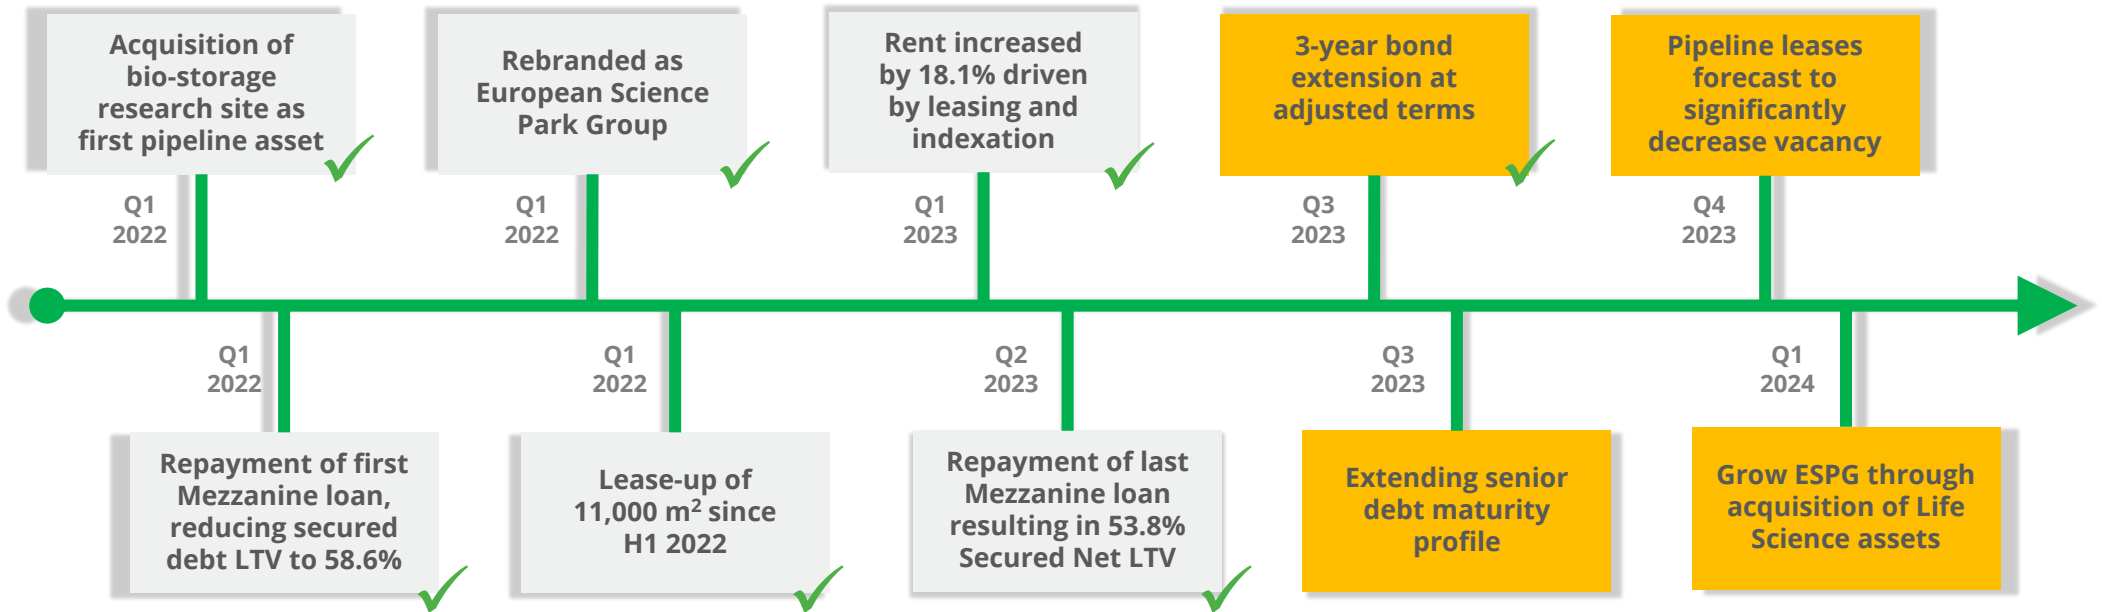 Acquisition of
bio-storage
research site as
first pipeline asset
Q1
2022
Rebranded as
European Science
Park Group
Q1
2022
Rent increased
by 18.1% driven
by leasing and
indexation
Q1
2023
3-year bond
extension at
adjusted terms
Q3
2023
Pipeline leases
forecast to
significantly
decrease vacancy
Q4
2023
Q1
2022
Repayment of first
Mezzanine loan,
reducing secured
debt LTV to 58.6%
Q1
2022
Lease-up of
11,000 m² since
H1 2022
Q2
2023
Repayment of last
Mezzanine loan
resulting in 53.8%
Secured Net LTV
Q3
2023
Extending senior
debt maturity
profile
Q1
2024
Grow ESPG through
acquisition of Life
Science assets